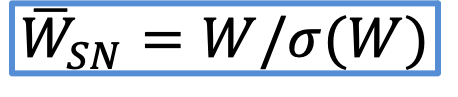 W̅_SN = W/σ(W)